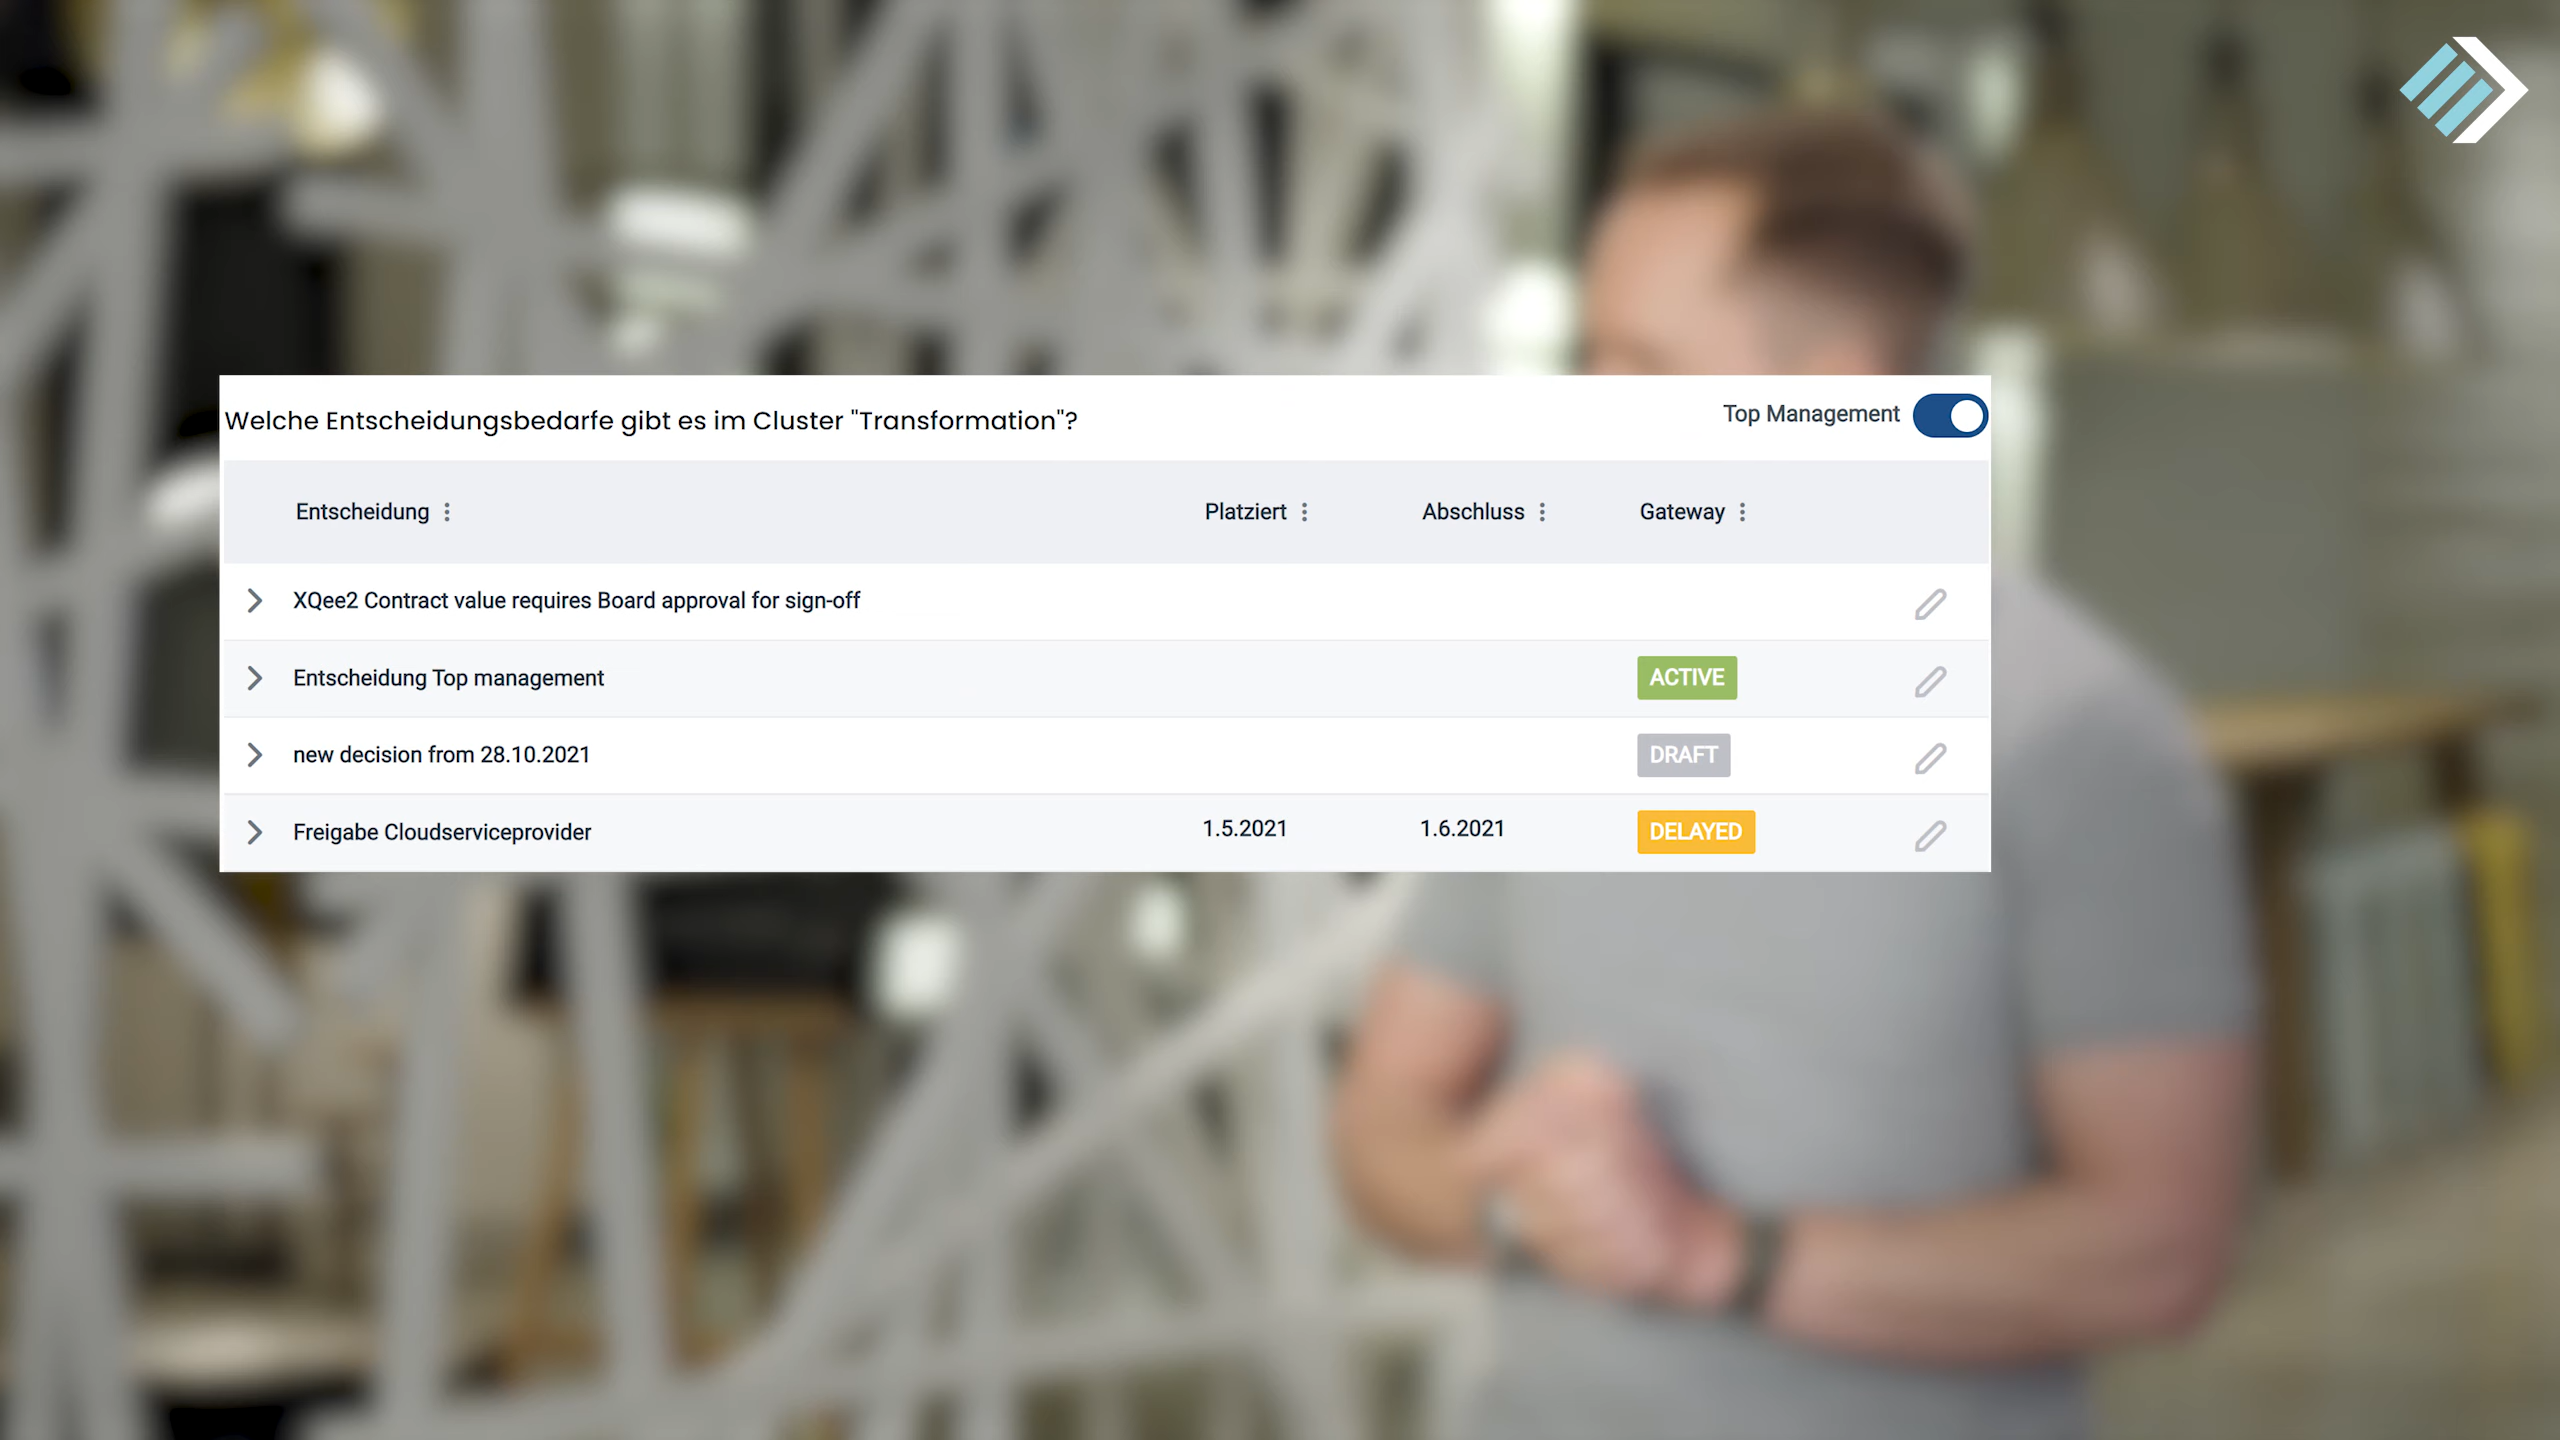 Welche Entscheidungsbedarfe gibt es im Cluster "Transformation"? Top Management
Entscheidung Platziert Abschluss Gateway
XQee2 Contract value requires Board approval for sign-off
Entscheidung Top management ACTIVE
new decision from 28.10.2021 DRAFT
Freigabe Cloudserviceprovider 1.5.2021 1.6.2021 DELAYED